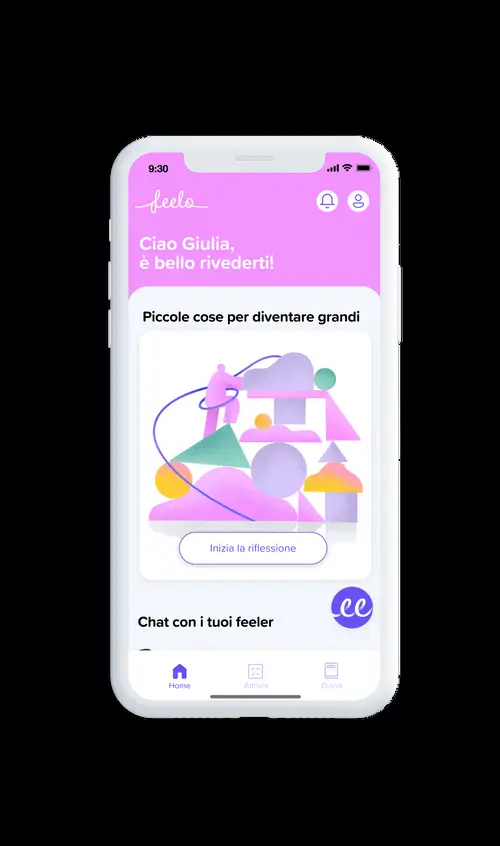 9:30
feelo
Ciao Giulia,
è bello rivederti!
Piccole cose per diventare grandi
Inizia la riflessione
ee
Chat con i tuoi feeler
Home
Attività
Diario